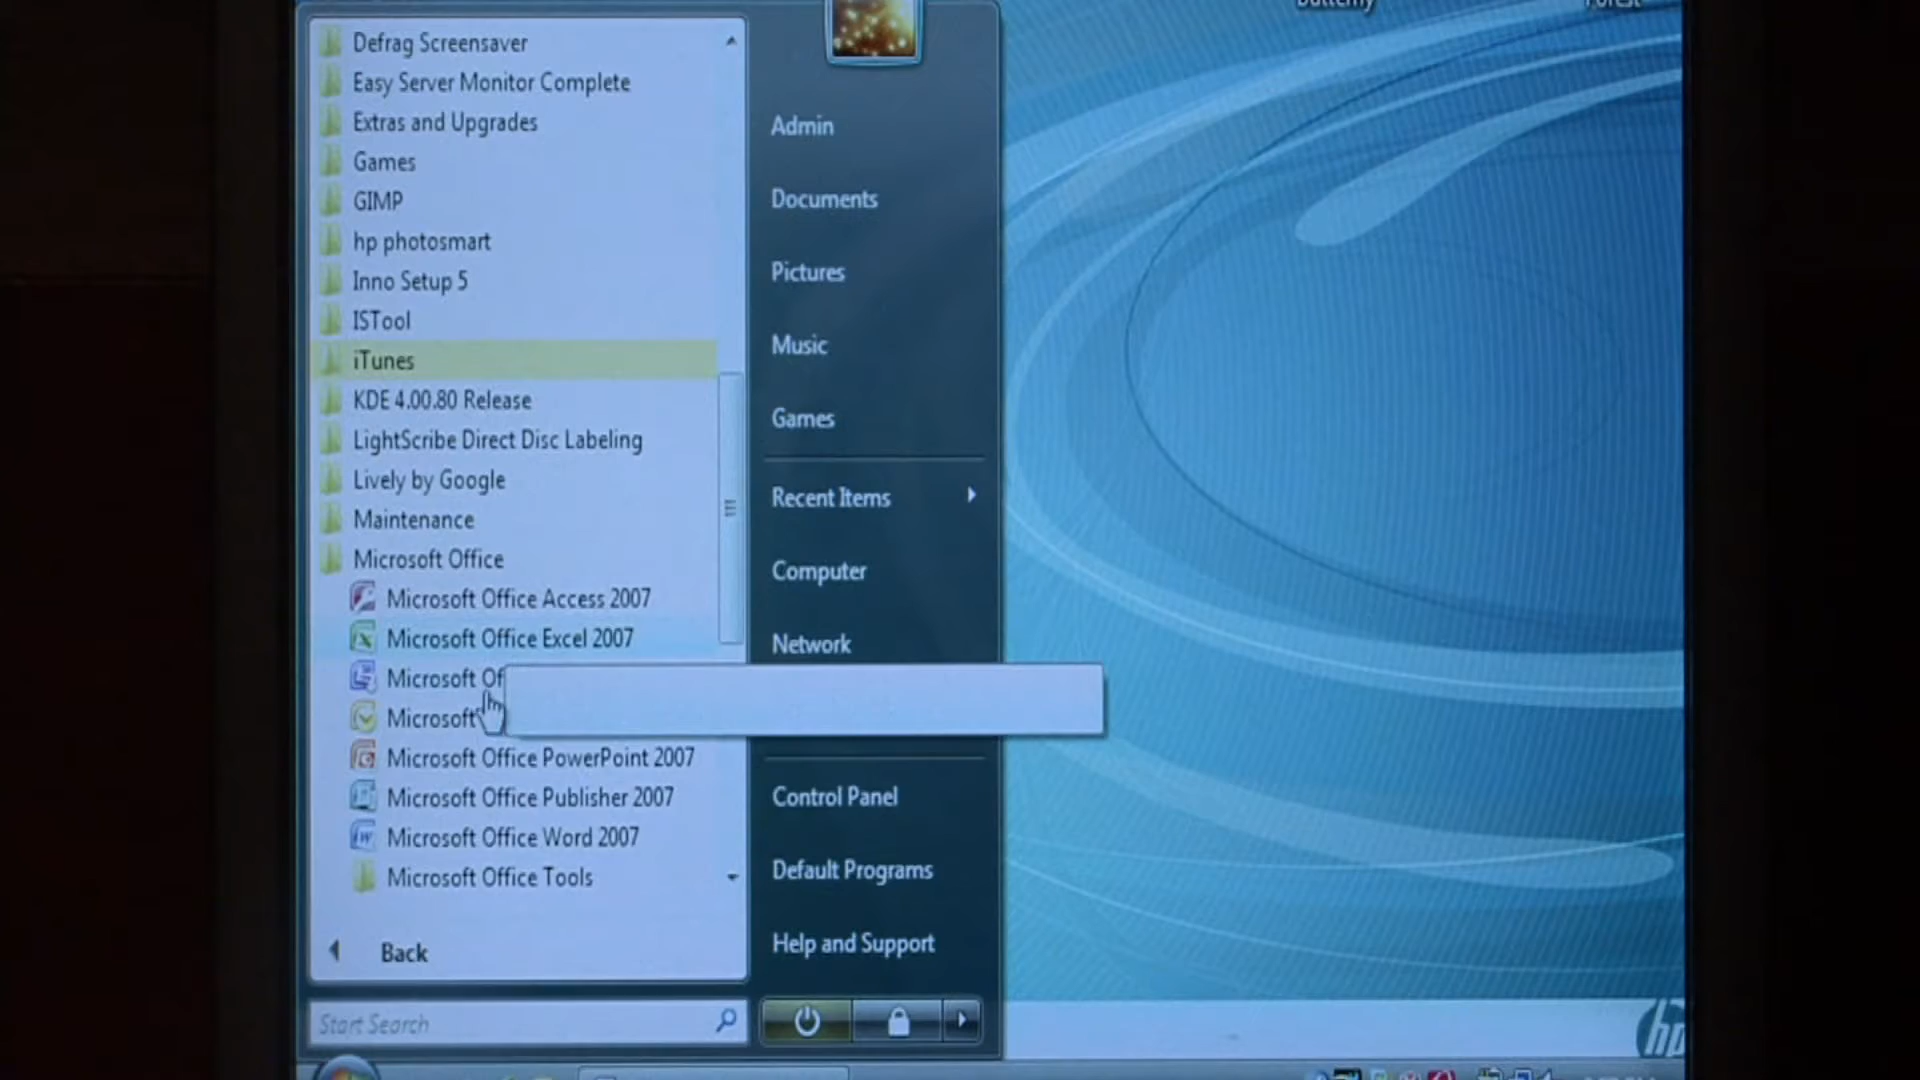 Defrag Screensaver
Easy Server Monitor Complete
Extras and Upgrades
Games
GIMP
hp photosmart
Inno Setup 5
ISTool
iTunes
KDE 4.00.80 Release
LightScribe Direct Disc Labeling
Lively by Google
Maintenance
Microsoft Office
Microsoft Office Access 2007
Microsoft Office Excel 2007
Microsoft Of
Microsoft
Microsoft Office PowerPoint 2007
Microsoft Office Publisher 2007
Microsoft Office Word 2007
Microsoft Office Tools
Back
Start Search
Admin
Documents
Pictures
Music
Games
Recent Items
Computer
Network
Control Panel
Default Programs
Help and Support
Butterfly
Forest
hp